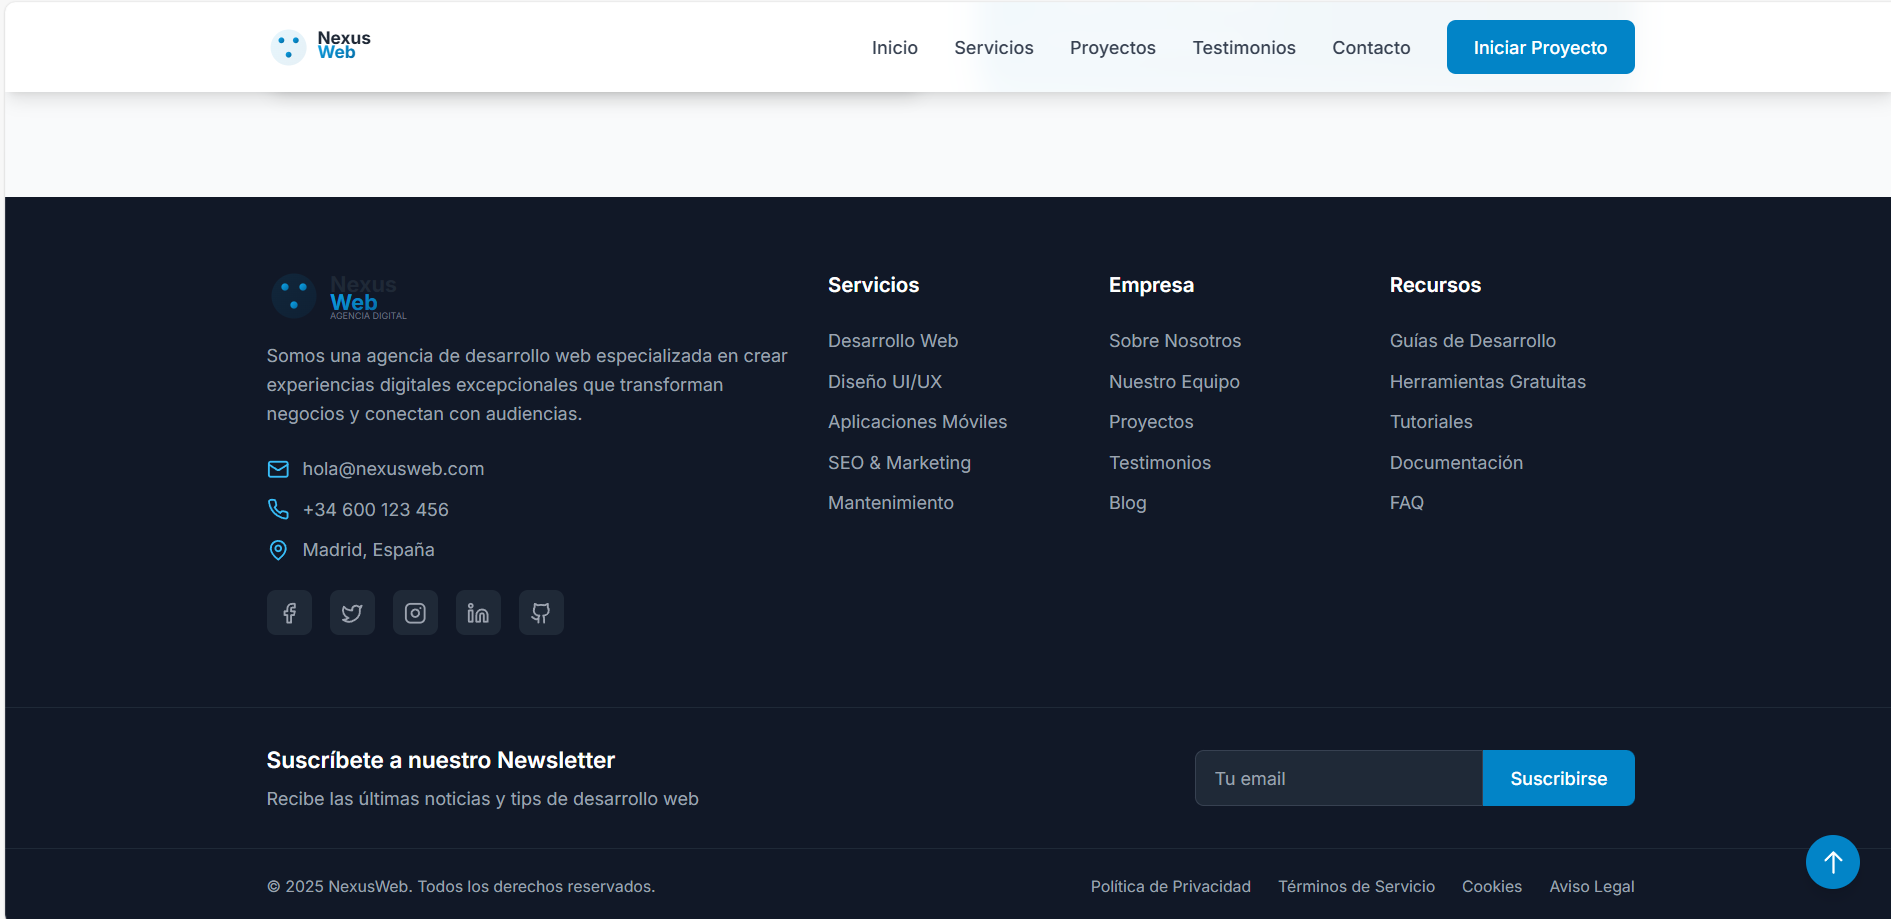 Nexus
Web
Inicio
Servicios
Proyectos
Testimonios
Contacto
Iniciar Proyecto
Nexus
Web
AGENCIA DIGITAL
Somos una agencia de desarrollo web especializada en crear
experiencias digitales excepcionales que transforman
negocios y conectan con audiencias.
hola@nexusweb.com
+34 600 123 456
Madrid, España
Servicios
Desarrollo Web
Diseño UI/UX
Aplicaciones Móviles
SEO & Marketing
Mantenimiento
Empresa
Sobre Nosotros
Nuestro Equipo
Proyectos
Testimonios
Blog
Recursos
Guías de Desarrollo
Herramientas Gratuitas
Tutoriales
Documentación
FAQ
Suscríbete a nuestro Newsletter
Recibe las últimas noticias y tips de desarrollo web
Tu email
Suscribirse
© 2025 NexusWeb. Todos los derechos reservados.
Política de Privacidad
Términos de Servicio
Cookies
Aviso Legal